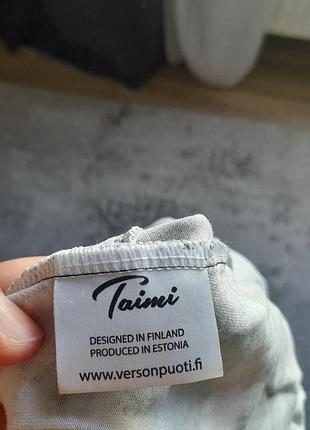 Taimi
DESIGNED IN FINLAND
PRODUCED IN ESTONIA
www.versonpuoti.fi